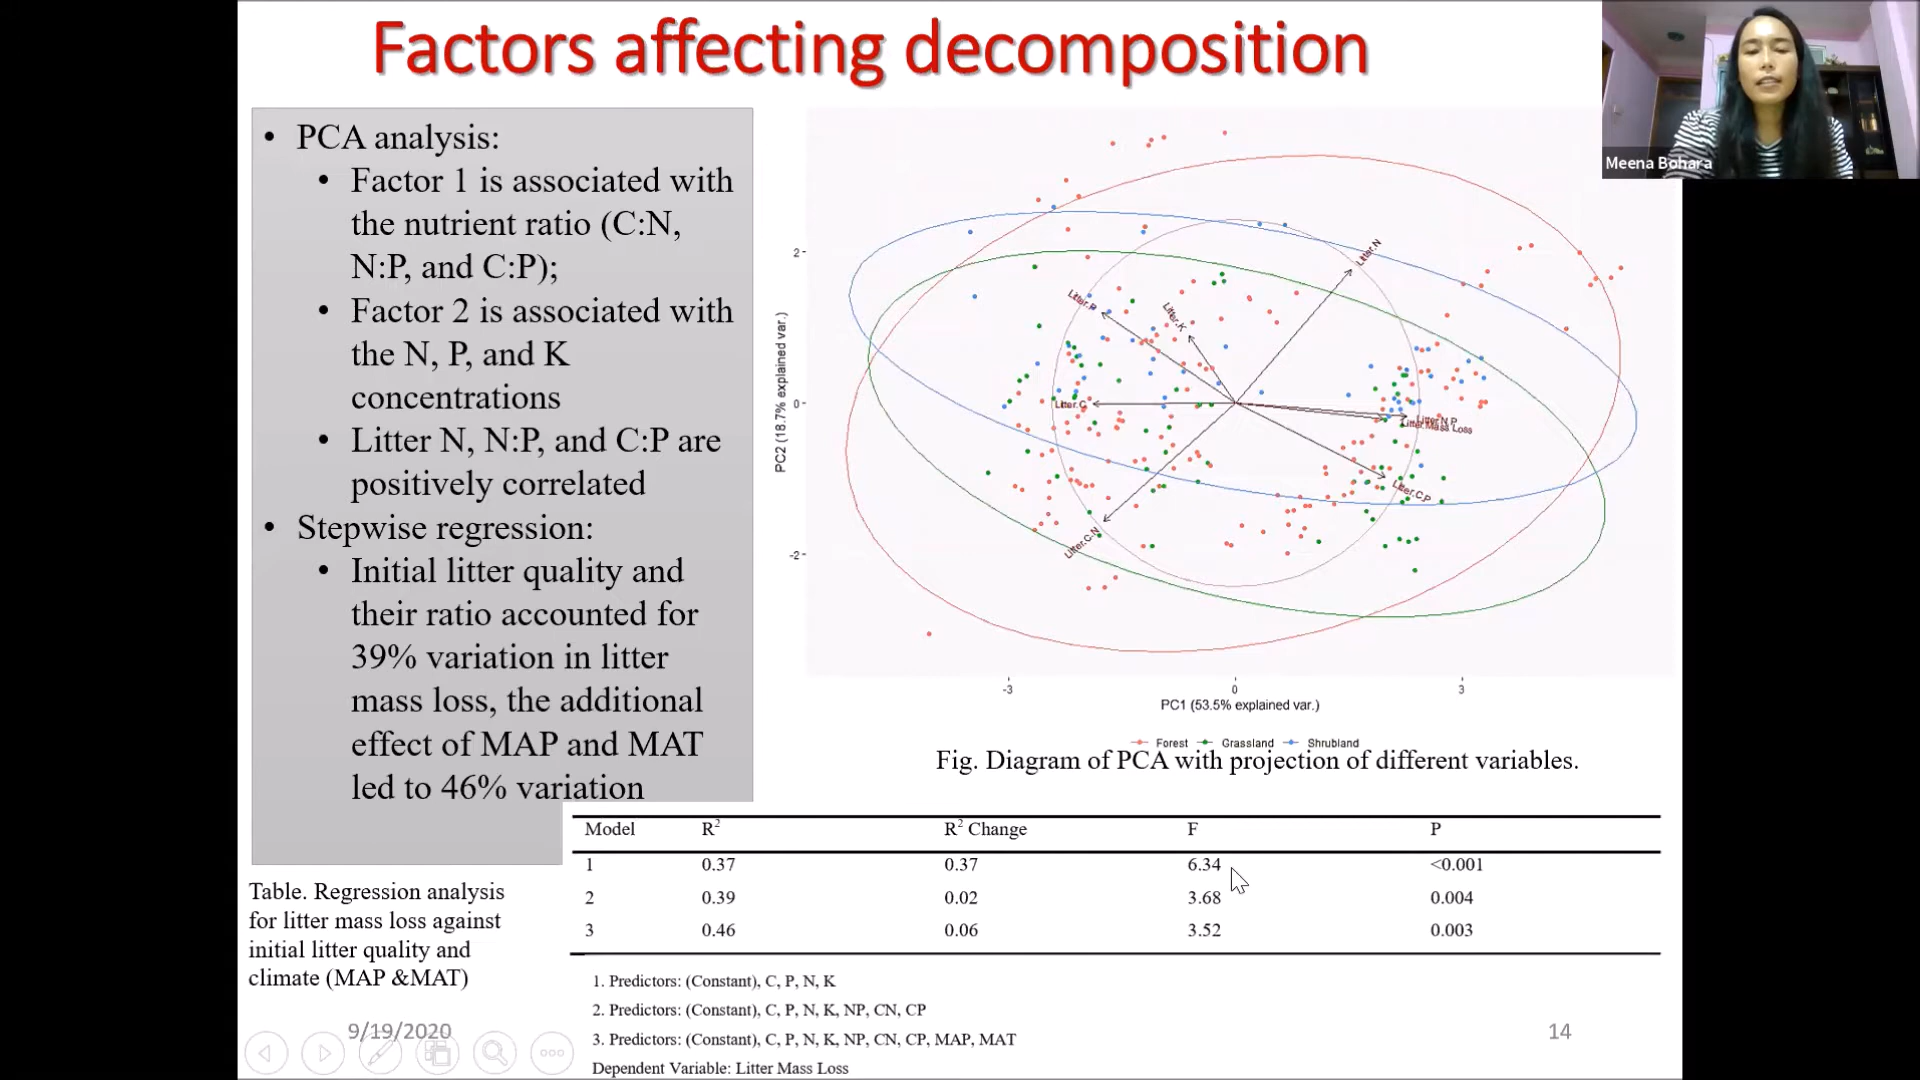 Factors affecting decomposition
Meena Bohara
• PCA analysis:
• Factor 1 is associated with
the nutrient ratio (C:N,
N:P, and C:P);
• Factor 2 is associated with
the N, P, and K
concentrations
• Litter N, N:P, and C:P are
positively correlated
• Stepwise regression:
• Initial litter quality and
their ratio accounted for
39% variation in litter
mass loss, the additional
effect of MAP and MAT
led to 46% variation
PC2 (18.7% explained var.)
2
0
-2
Litter.N
Litter.P
Litter.K
Litter.C
Litter.N.P
Litter.Mass Loss
Litter.C.P
Litter.C.N
-3 0 3
PC1 (53.5% explained var.)
Forest Grassland Shrubland
Fig. Diagram of PCA with projection of different variables.
Model R² R² Change F P
1 0.37 0.37 6.34 <0.001
2 0.39 0.02 3.68 0.004
3 0.46 0.06 3.52 0.003
Table. Regression analysis
for litter mass loss against
initial litter quality and
climate (MAP &MAT)
1. Predictors: (Constant), C, P, N, K
2. Predictors: (Constant), C, P, N, K, NP, CN, CP
3. Predictors: (Constant), C, P, N, K, NP, CN, CP, MAP, MAT
Dependent Variable: Litter Mass Loss
9/19/2020
14